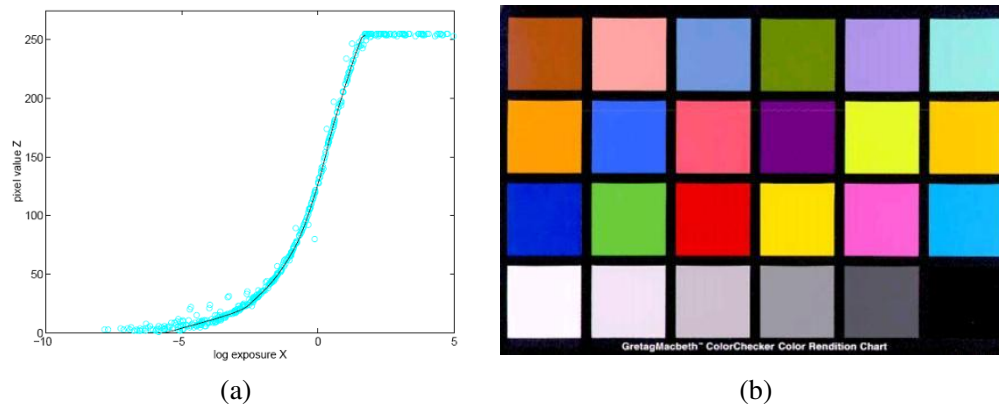 250
200
150
100
50
0
pixel value Z
−10
−5
0
5
log exposure X
GretagMacbeth™ ColorChecker Color Rendition Chart
(a)
(b)